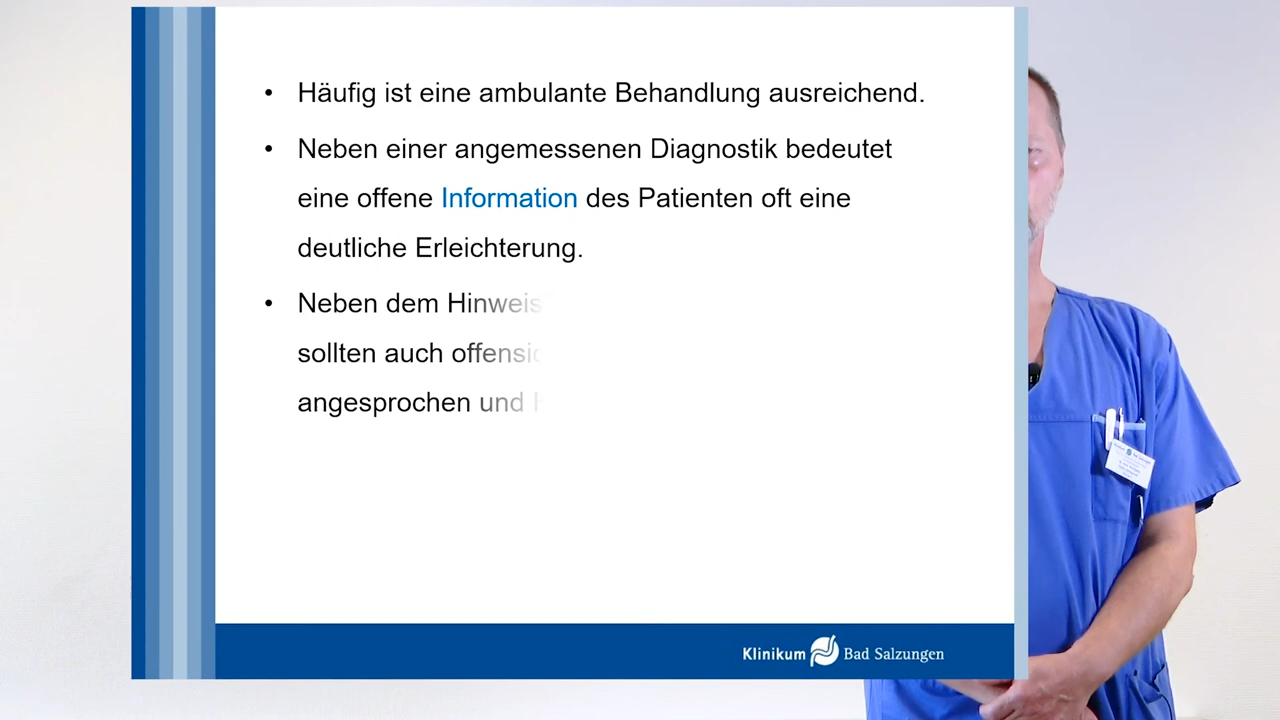 • Häufig ist eine ambulante Behandlung ausreichend.
• Neben einer angemessenen Diagnostik bedeutet
eine offene Information des Patienten oft eine
deutliche Erleichterung.
• Neben dem Hinweis
sollten auch
angesprochen und
Klinikum Bad Salzungen